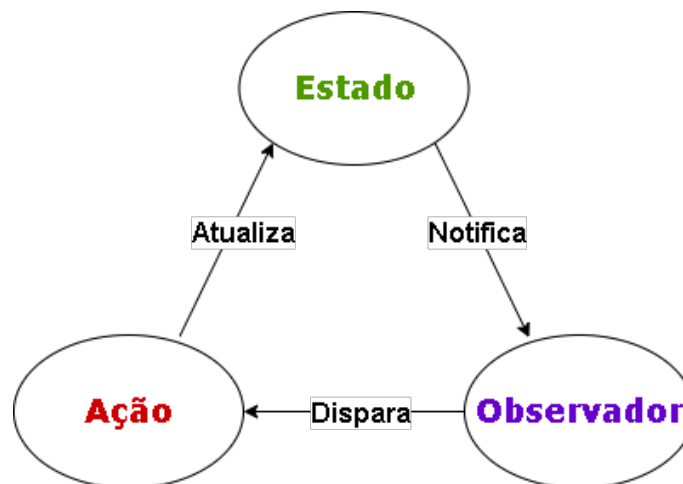 Estado
Atualiza
Notifica
Ação
Dispara
Observador